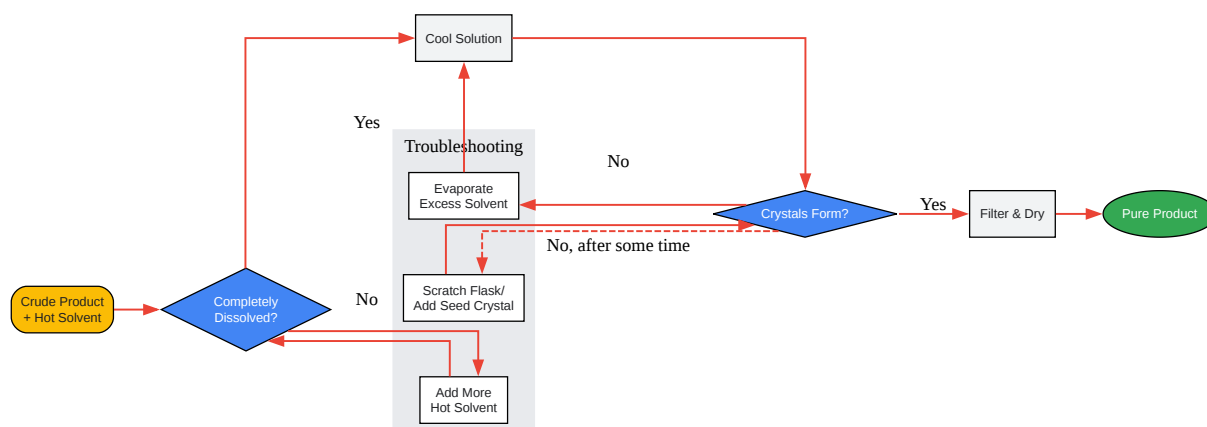 Cool Solution
Yes
Troubleshooting
No
Evaporate
Excess Solvent
Crystals Form?
Yes
Filter & Dry
Pure Product
No, after some time
Scratch Flask/
Add Seed Crystal
Crude Product
+ Hot Solvent
Completely
Dissolved?
No
Add More
Hot Solvent